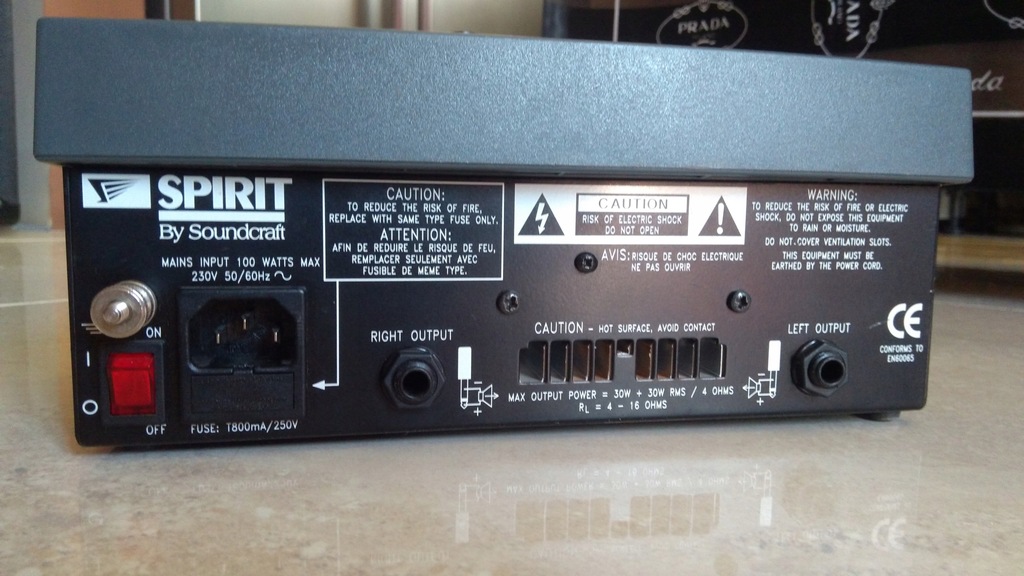 PRADA
PRADA
da
SPIRIT
By Soundcraft
MAINS INPUT 100 WATTS MAX
230V 50/60Hz ~
CAUTION:
TO REDUCE THE RISK OF FIRE,
REPLACE WITH SAME TYPE FUSE ONLY.
ATTENTION:
AFIN DE REDUIRE LE RISQUE DE FEU,
REMPLACER SEULEMENT AVEC
FUSIBLE DE MEME TYPE.
CAUTION
RISK OF ELECTRIC SHOCK
DO NOT OPEN
AVIS: RISQUE DE CHOC ELECTRIQUE
NE PAS OUVRIR
WARNING:
TO REDUCE THE RISK OF FIRE OR ELECTRIC
SHOCK, DO NOT EXPOSE THIS EQUIPMENT
TO RAIN OR MOISTURE.
DO NOT COVER VENTILATION SLOTS.
THIS EQUIPMENT MUST BE
EARTHED BY THE POWER CORD.
ON
I
O
OFF
FUSE: T800mA/250V
RIGHT OUTPUT
CAUTION - HOT SURFACE, AVOID CONTACT
MAX OUTPUT POWER = 30W + 30W RMS / 4 OHMS
RL = 4 - 16 OHMS
LEFT OUTPUT
CE
CONFORMS TO
EN60065